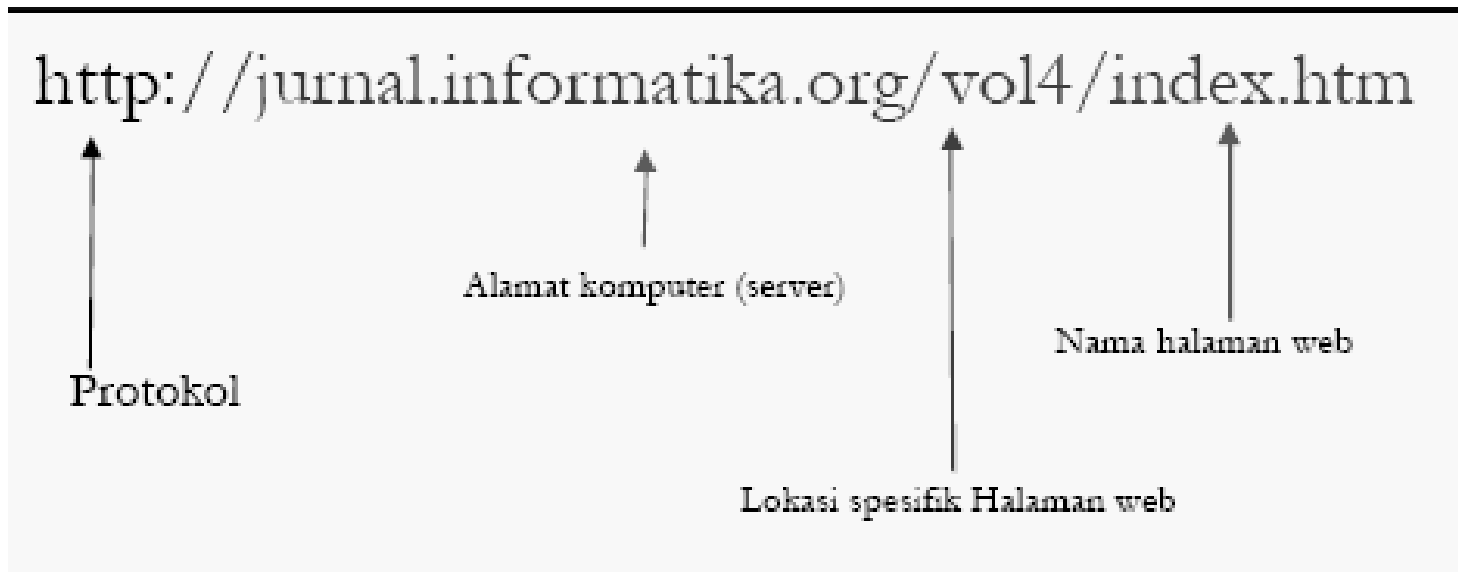 http://jurnal.informatika.org/vol4/index.htm
Alamat komputer (server)
Nama halaman web
Protokol
Lokasi spesifik Halaman web